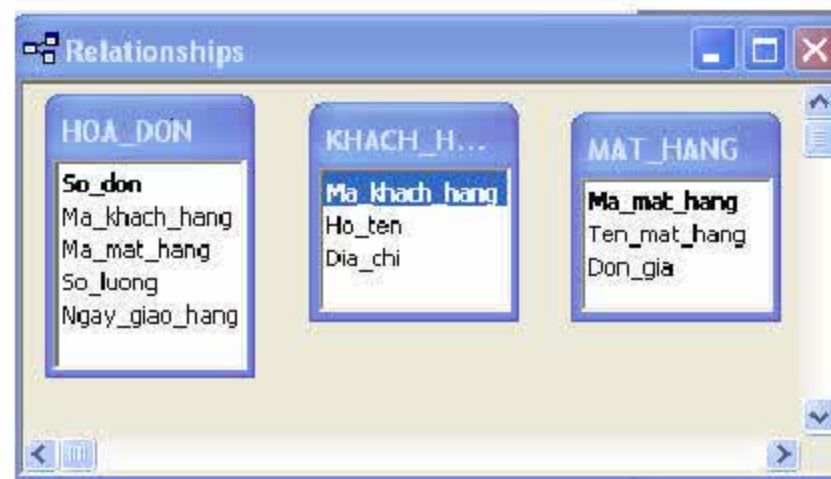 Relationships
HOA_DON
So_don
Ma_khach_hang
Ma_mat_hang
So_luong
Ngay_giao_hang
KHACH_H...
Ma_khach_hang
Ho_ten
Dia_chi
MAT_HANG
Ma_mat_hang
Ten_mat_hang
Don_gia